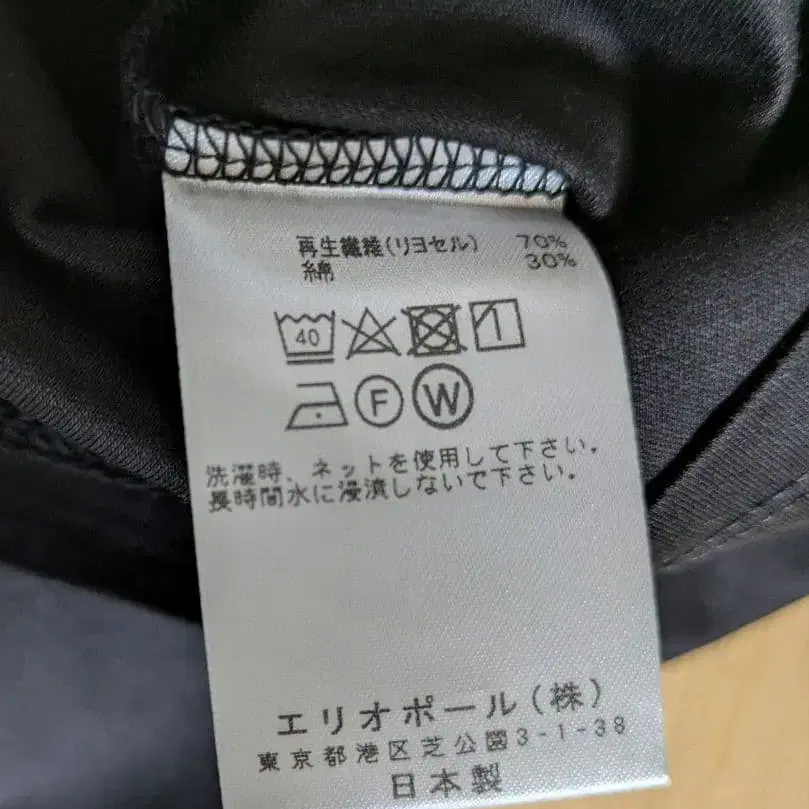 再生繊維(リヨセル) 70%
綿 30%
40
F W
洗濯時、ネットを使用して下さい。
長時間水に浸漬しないで下さい。
エリオポール(株)
東京都港区芝公園3-1-38
日本製